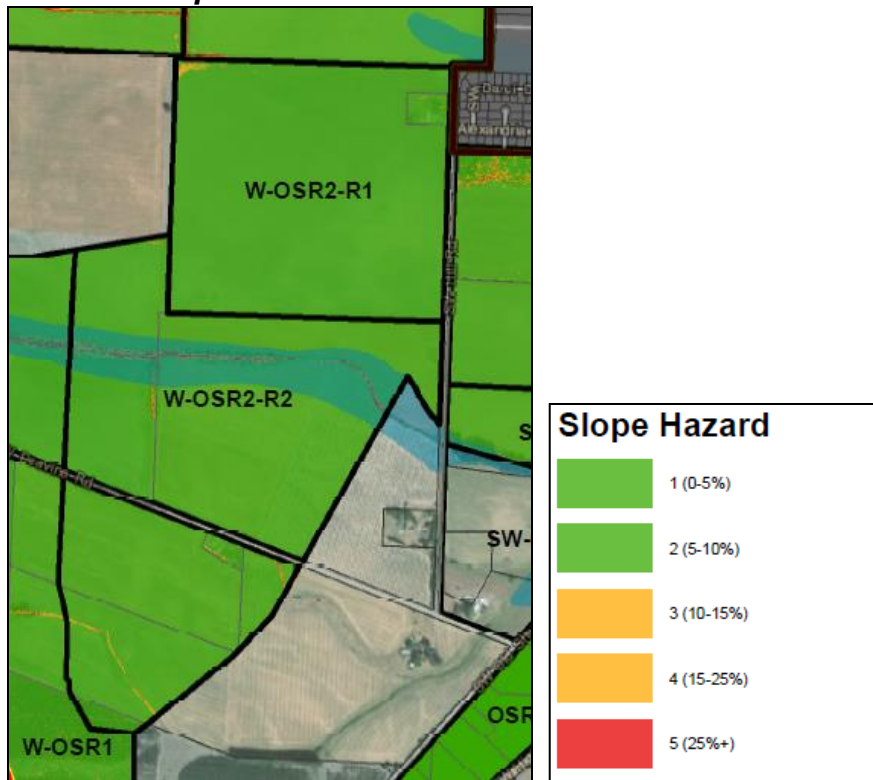 W-OSR2-R1
W-OSR2-R2
SW-
W-OSR1
OSR
Slope Hazard
1 (0-5%)
2 (5-10%)
3 (10-15%)
4 (15-25%)
5 (25%+)